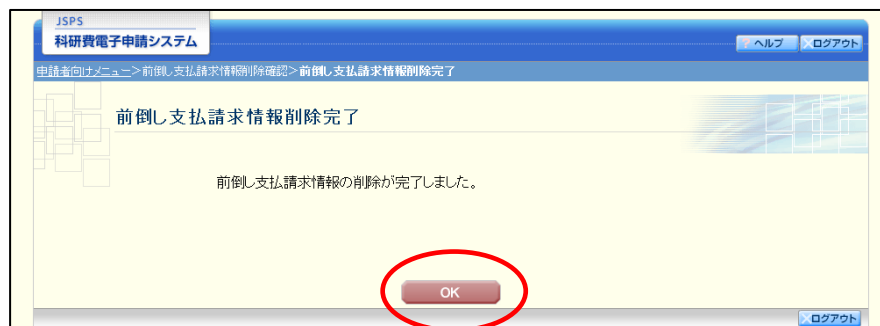 JSPS
科研費電子申請システム
? ヘルプ ×ログアウト
申請者向けメニュー>前倒し支払請求情報削除確認>前倒し支払請求情報削除完了
前倒し支払請求情報削除完了
前倒し支払請求情報の削除が完了しました。
OK
×ログアウト